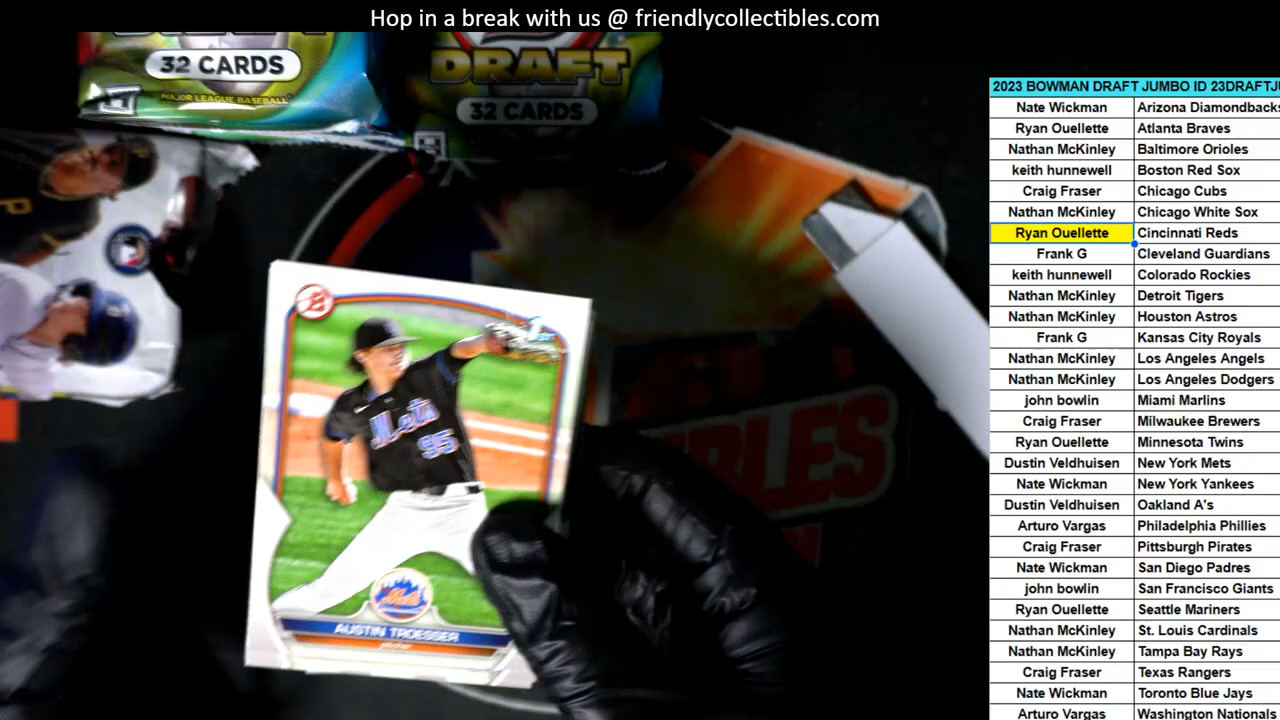 Hop in a break with us @ friendlycollectibles.com
32 CARDS
MAJOR LEAGUE BASEBALL
DRAFT
32 CARDS
P
B
Mets
95
Mets
AUSTIN TROESSER
pitcher
BLES
2023 BOWMAN DRAFT JUMBO ID 23DRAFTJU
Nate Wickman Arizona Diamondbacks
Ryan Ouellette Atlanta Braves
Nathan McKinley Baltimore Orioles
keith hunnewell Boston Red Sox
Craig Fraser Chicago Cubs
Nathan McKinley Chicago White Sox
Ryan Ouellette Cincinnati Reds
Frank G Cleveland Guardians
keith hunnewell Colorado Rockies
Nathan McKinley Detroit Tigers
Nathan McKinley Houston Astros
Frank G Kansas City Royals
Nathan McKinley Los Angeles Angels
Nathan McKinley Los Angeles Dodgers
john bowlin Miami Marlins
Craig Fraser Milwaukee Brewers
Ryan Ouellette Minnesota Twins
Dustin Veldhuisen New York Mets
Nate Wickman New York Yankees
Dustin Veldhuisen Oakland A's
Arturo Vargas Philadelphia Phillies
Craig Fraser Pittsburgh Pirates
Nate Wickman San Diego Padres
john bowlin San Francisco Giants
Ryan Ouellette Seattle Mariners
Nathan McKinley St. Louis Cardinals
Nathan McKinley Tampa Bay Rays
Craig Fraser Texas Rangers
Nate Wickman Toronto Blue Jays
Arturo Vargas Washington Nationals